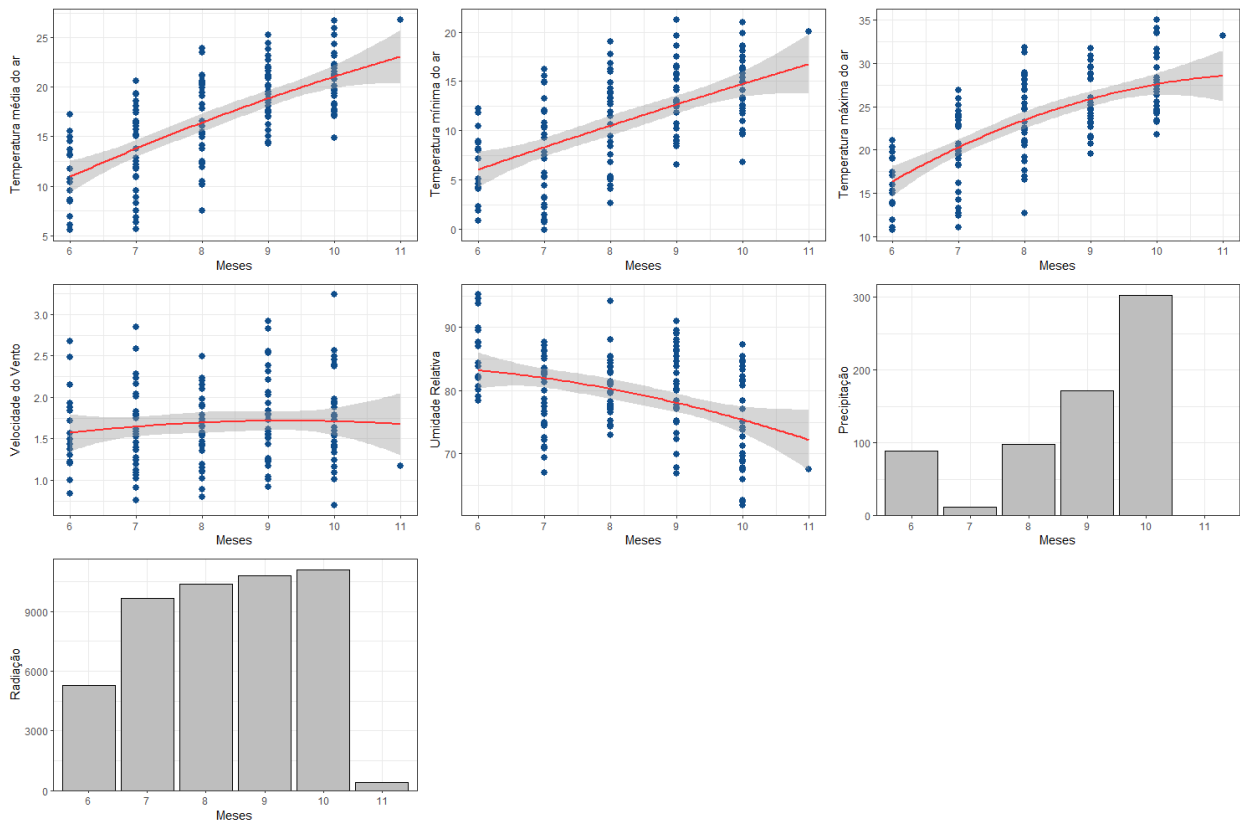 Temperatura média do ar
25
20
15
10
5
6 7 8 9 10 11
Meses
Temperatura mínima do ar
20
15
10
5
0
6 7 8 9 10 11
Meses
Temperatura máxima do ar
35
30
25
20
15
10
6 7 8 9 10 11
Meses
Velocidade do Vento
3.0
2.5
2.0
1.5
1.0
6 7 8 9 10 11
Meses
Umidade Relativa
90
80
70
6 7 8 9 10 11
Meses
Precipitação
300
200
100
0
6 7 8 9 10 11
Meses
Radiação
9000
6000
3000
0
6 7 8 9 10 11
Meses